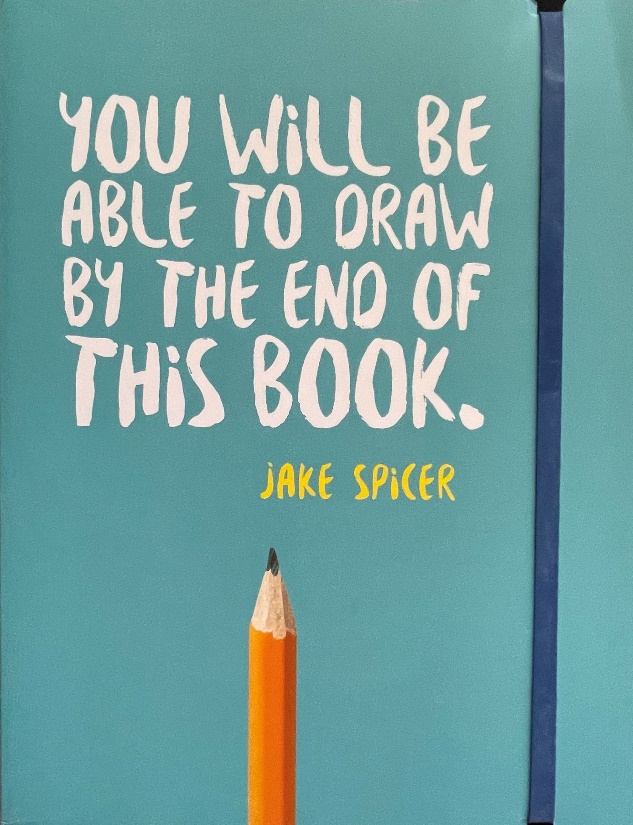 YOU WiLL BE
ABLE TO DRAW
BY THE END OF
THiS BOOK.
JAKE SPiCER